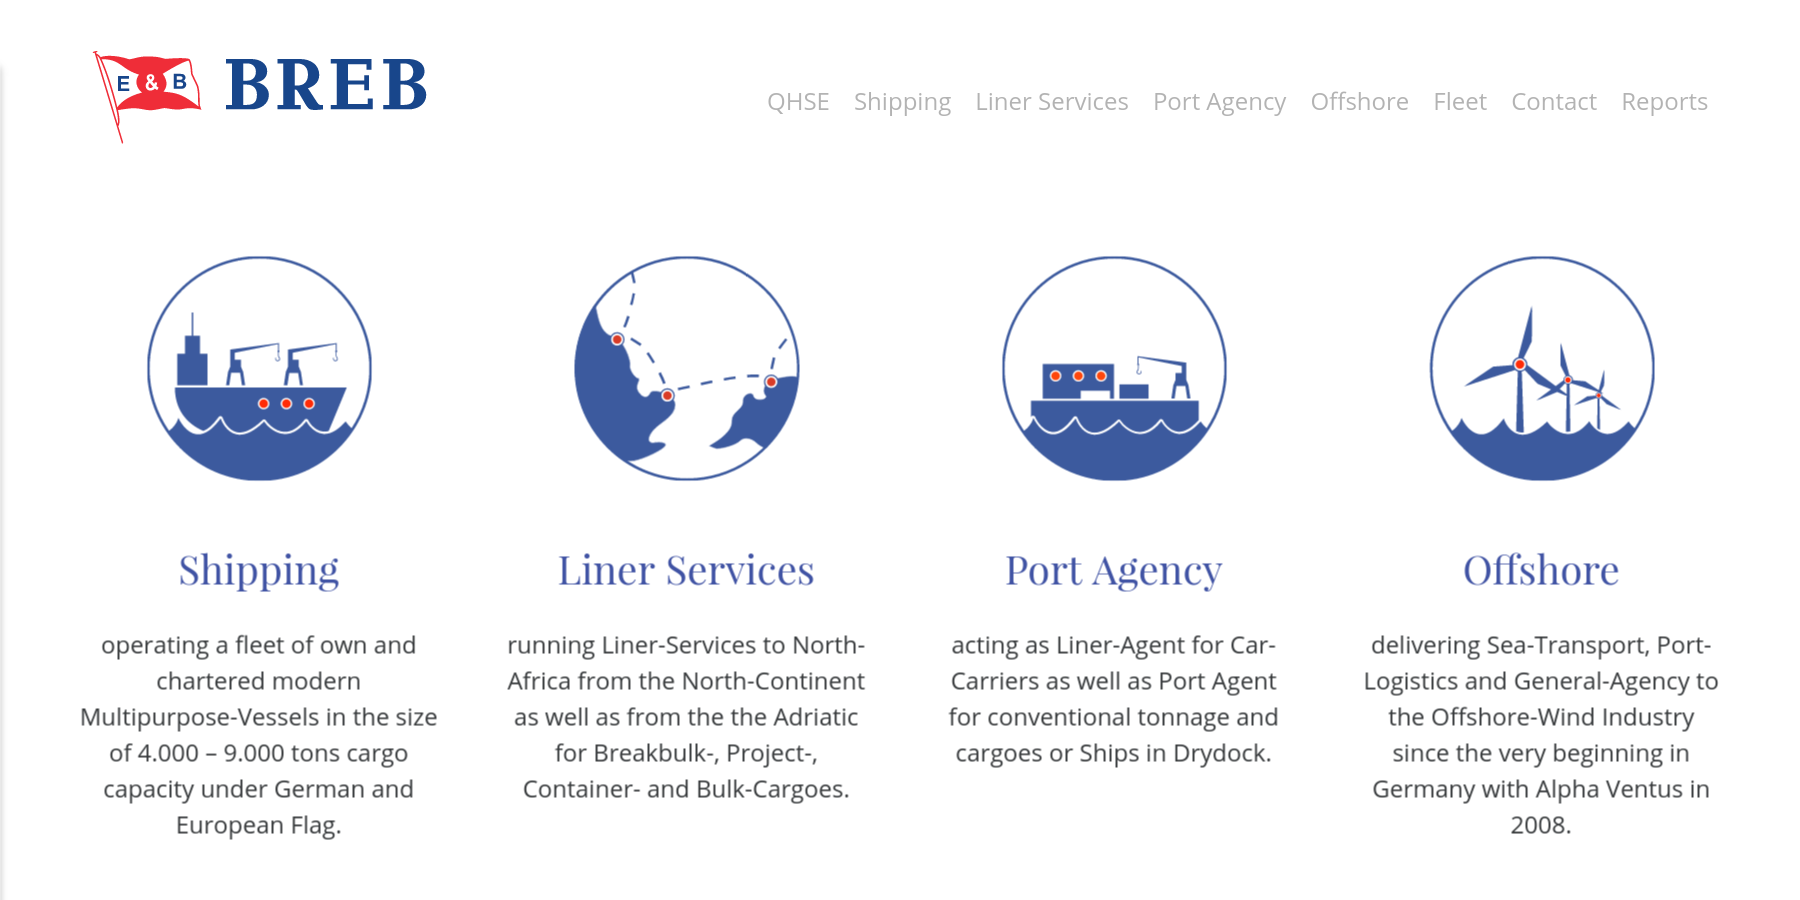 E & B BREB
QHSE Shipping Liner Services Port Agency Offshore Fleet Contact Reports
Shipping
operating a fleet of own and
chartered modern
Multipurpose-Vessels in the size
of 4.000 – 9.000 tons cargo
capacity under German and
European Flag.
Liner Services
running Liner-Services to North-
Africa from the North-Continent
as well as from the the Adriatic
for Breakbulk-, Project-,
Container- and Bulk-Cargoes.
Port Agency
acting as Liner-Agent for Car-
Carriers as well as Port Agent
for conventional tonnage and
cargoes or Ships in Drydock.
Offshore
delivering Sea-Transport, Port-
Logistics and General-Agency to
the Offshore-Wind Industry
since the very beginning in
Germany with Alpha Ventus in
2008.